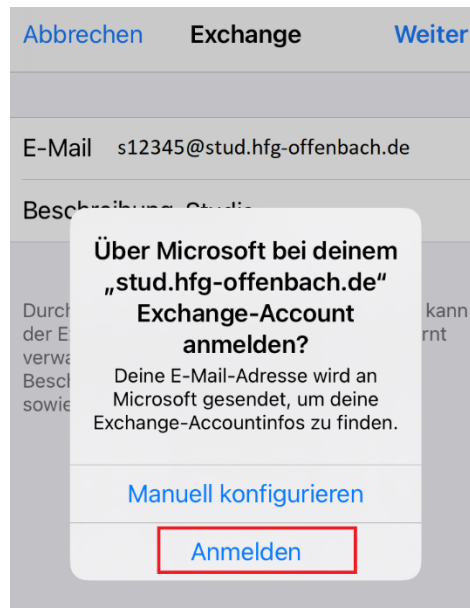 Abbrechen Exchange Weiter
E-Mail s12345@stud.hfg-offenbach.de
Über Microsoft bei deinem
„stud.hfg-offenbach.de“
Exchange-Account
anmelden?
Deine E-Mail-Adresse wird an
Microsoft gesendet, um deine
Exchange-Accountinfos zu finden.
kann
Manuell konfigurieren
Anmelden